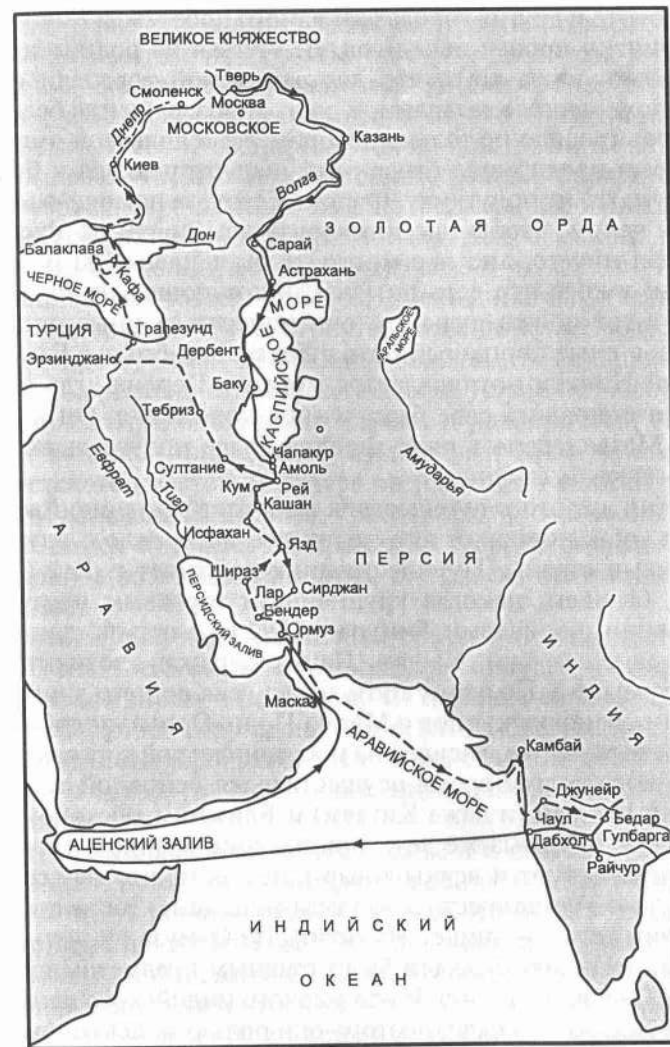 ВЕЛИКОЕ КНЯЖЕСТВО
Тверь
Смоленск
Москва
МОСКОВСКОЕ
Днепр
Казань
Киев
Волга
ЗОЛОТАЯ ОРДА
Дон
Сарай
Балаклава
Кафа
Астрахань
ЧЕРНОЕ МОРЕ
ТУРЦИЯ
Трапезунд
Эрзинджан
КАСПИЙСКОЕ МОРЕ
АРАЛЬСКОЕ МОРЕ
Дербент
Баку
Тебриз
Амударья
Чапакур
Амоль
Султание
Рей
Кум
Кашан
Евфрат
Тигр
Исфахан
Язд
ПЕРСИЯ
Шираз
Сирджан
Лар
Бендер
Ормуз
ПЕРСИДСКИЙ ЗАЛИВ
АРАВИЯ
ИНДИЯ
Маскат
АРАВИЙСКОЕ МОРЕ
Камбай
Джунейр
Чаул
Бедар
Гулбарга
Дабхол
Райчур
АЦЕНСКИЙ ЗАЛИВ
ИНДИЙСКИЙ
ОКЕАН